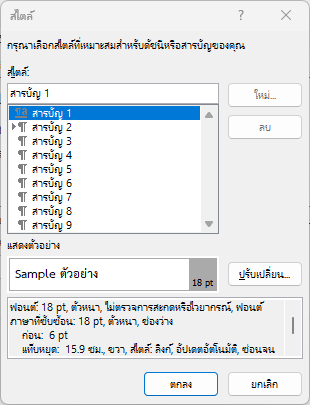 สไตล์
กรุณาเลือกสไตล์ที่เหมาะสมสำหรับดัชนีหรือสารบัญของคุณ
สไตล์:
สารบัญ 1
ใหม่...
สารบัญ 1
ลบ
สารบัญ 2
สารบัญ 3
สารบัญ 4
สารบัญ 5
สารบัญ 6
สารบัญ 7
สารบัญ 8
สารบัญ 9
แสดงตัวอย่าง
Sample ตัวอย่าง
18 pt
ปรับเปลี่ยน...
ฟอนต์: 18 pt, ตัวหนา, ไม่ตรวจการสะกดหรือไวยากรณ์, ฟอนต์
ภาษาที่ซับซ้อน: 18 pt, ตัวหนา, ช่องว่าง
ก่อน: 6 pt
แท็บหยุด: 15.9 ซม., ขวา, สไตล์: ลิงก์, อัปเดตอัตโนมัติ, ซ่อนจน
ตกลง
ยกเลิก